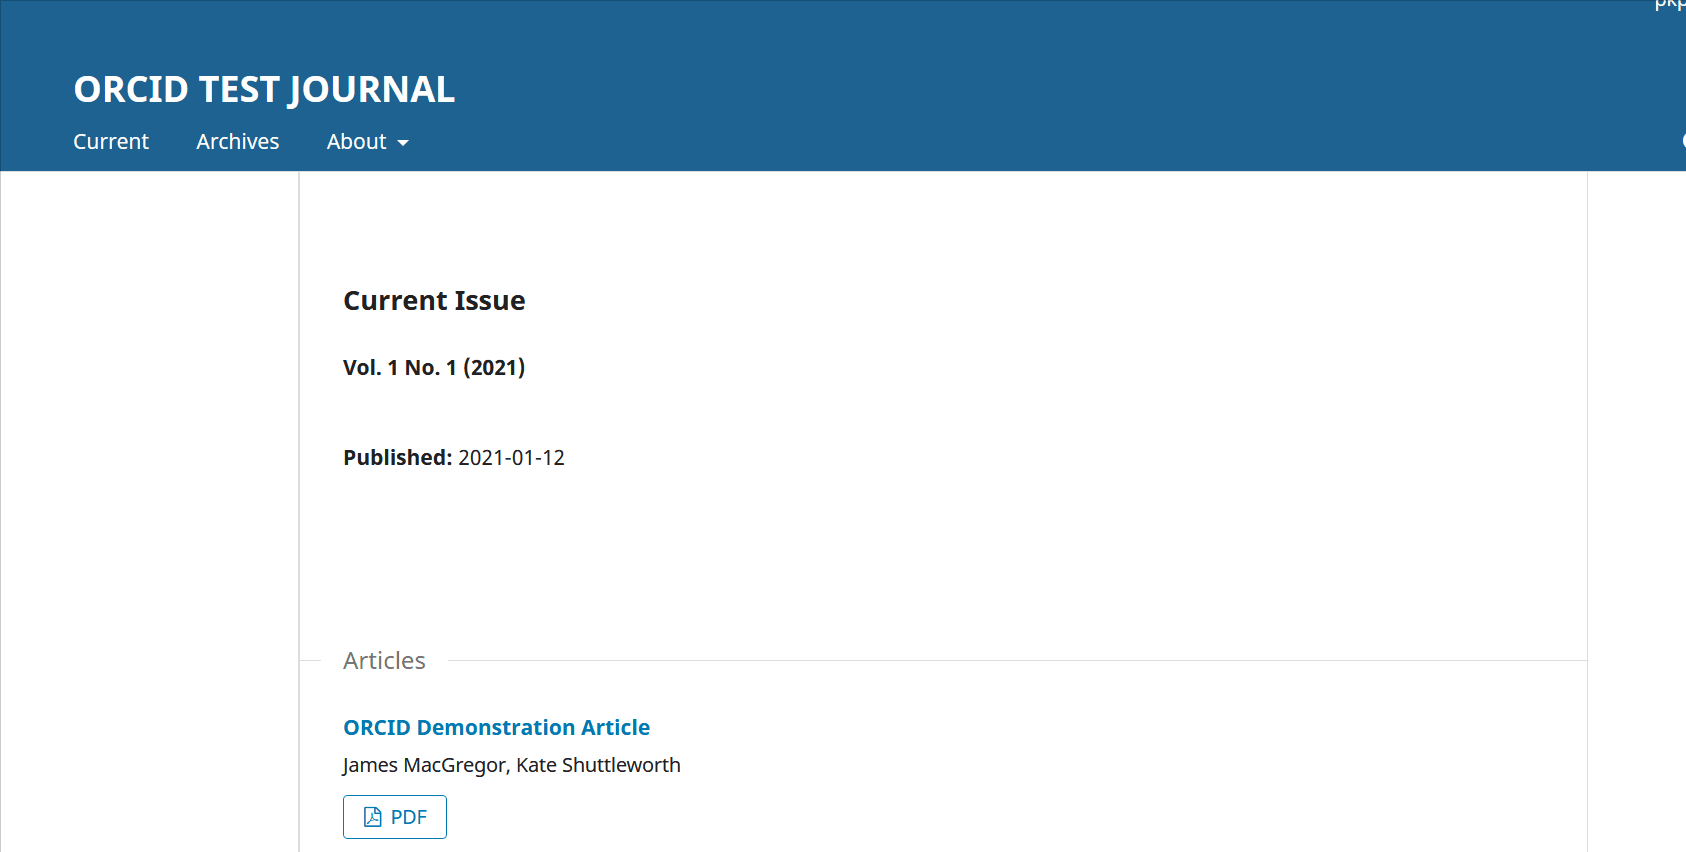 ORCID TEST JOURNAL
Current Archives About
Current Issue
Vol. 1 No. 1 (2021)
Published: 2021-01-12
Articles
ORCID Demonstration Article
James MacGregor, Kate Shuttleworth
PDF